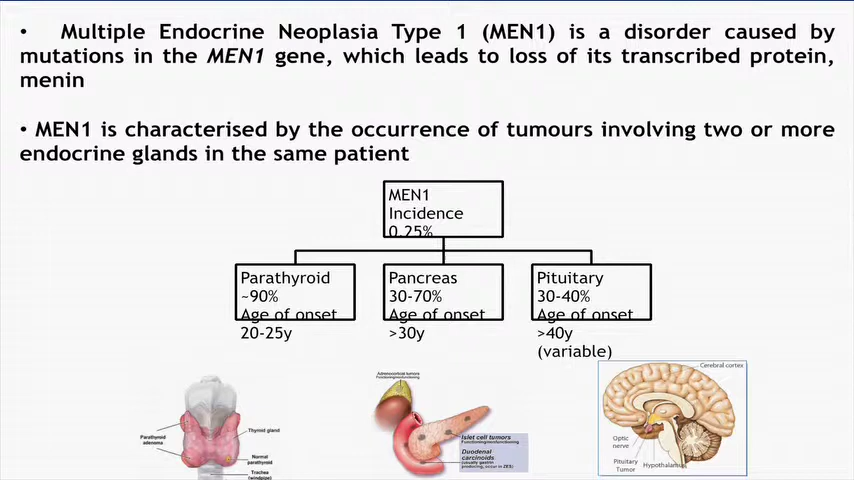 • Multiple Endocrine Neoplasia Type 1 (MEN1) is a disorder caused by
mutations in the MEN1 gene, which leads to loss of its transcribed protein,
menin
• MEN1 is characterised by the occurrence of tumours involving two or more
endocrine glands in the same patient
MEN1
Incidence
0.25%
Parathyroid
~90%
Age of onset
20-25y
Pancreas
30-70%
Age of onset
>30y
Pituitary
30-40%
Age of onset
>40y
(variable)
Parathyroid
adenoma
Thyroid gland
Normal
parathyroid
(windpipe)
Adrenocortical tumors
Functioning/nonfunctioning
Islet cell tumors
Functioning/nonfunctioning
Duodenal
carcinoids
(usually gastrin
producing, occur in ZES)
Cerebral cortex
Optic
nerve
Pituitary
Tumor
Hypothalamus